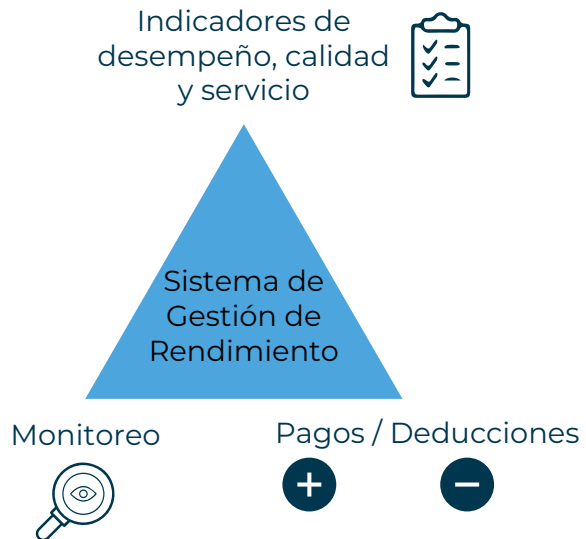 Indicadores de
desempeño, calidad
y servicio
Sistema de
Gestión de
Rendimiento
Monitoreo
Pagos / Deducciones